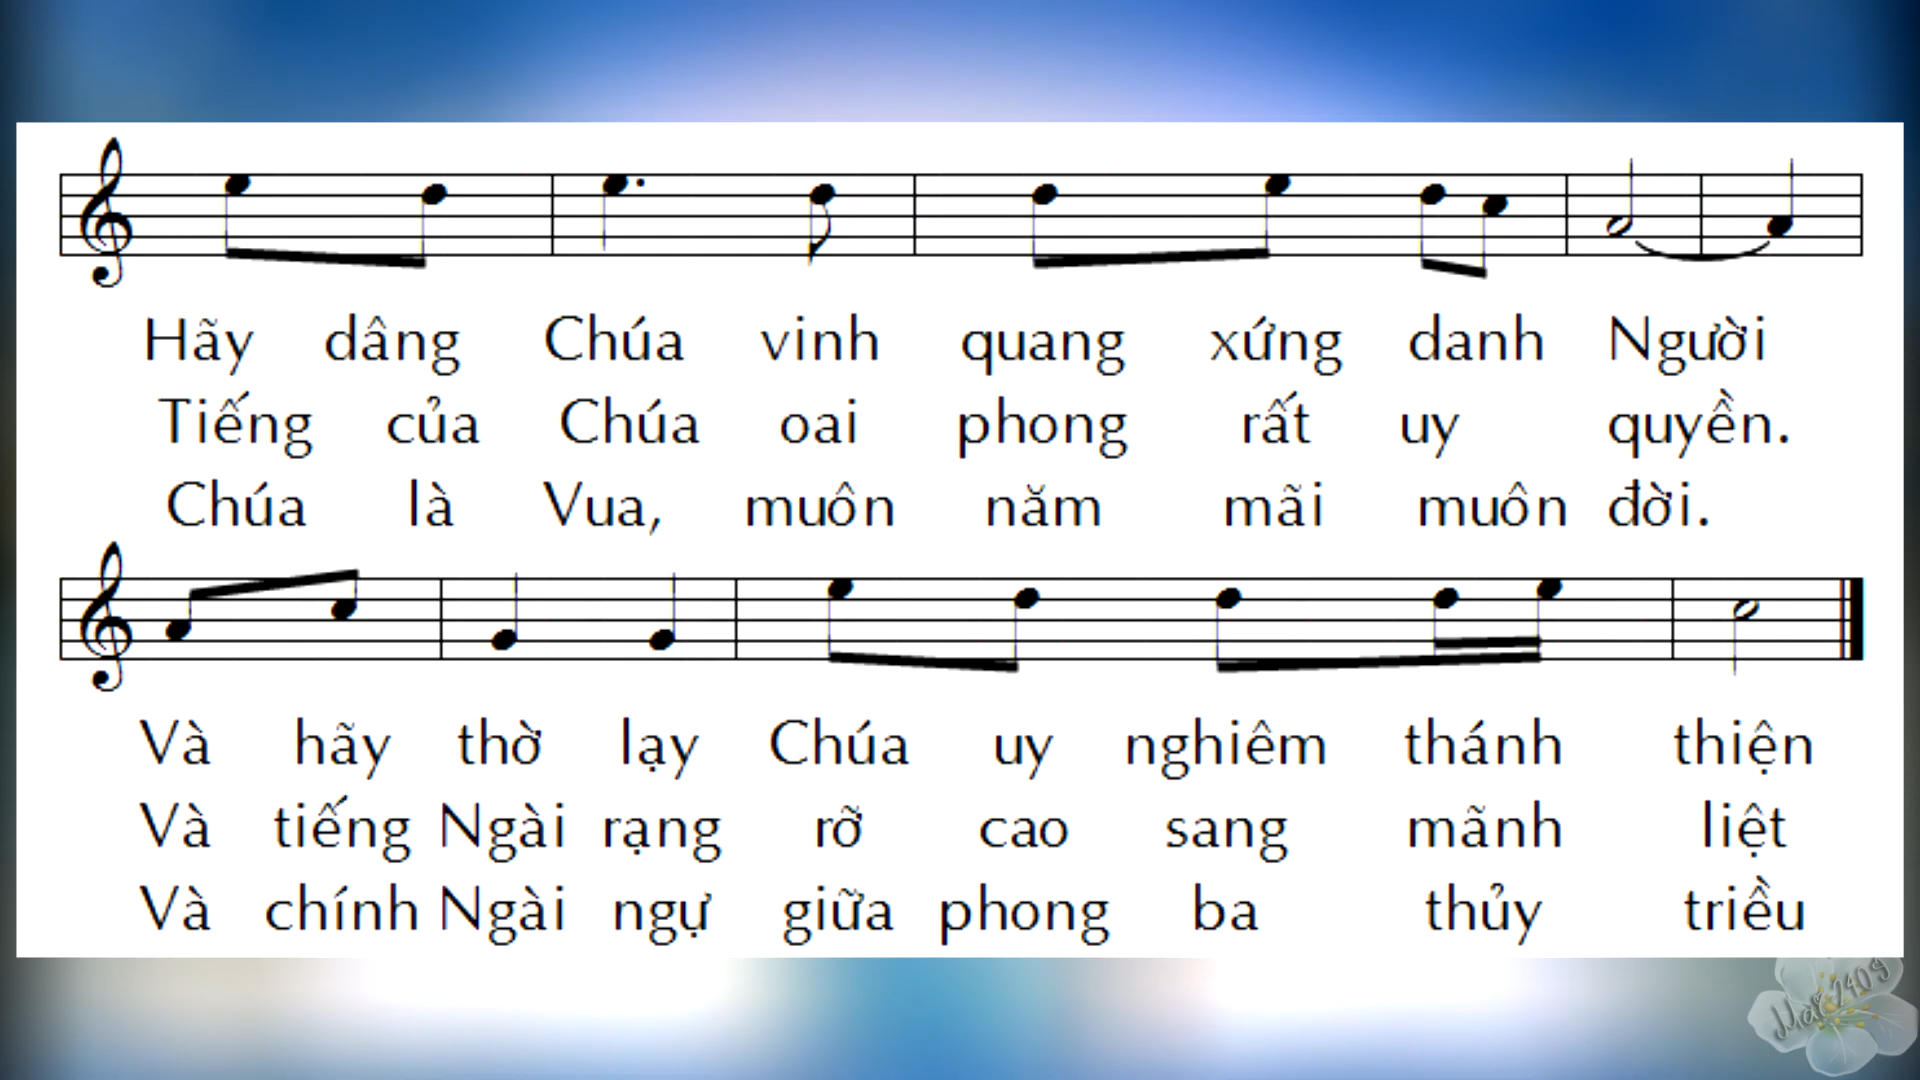 Hãy dâng Chúa vinh quang xứng danh Người
Tiếng của Chúa oai phong rất uy quyền.
Chúa là Vua, muôn năm mãi muôn đời.
Và hãy thờ lạy Chúa uy nghiêm thánh thiện
Và tiếng Ngài rạng rỡ cao sang mãnh liệt
Và chính Ngài ngự giữa phong ba thủy triều
Mai 2409